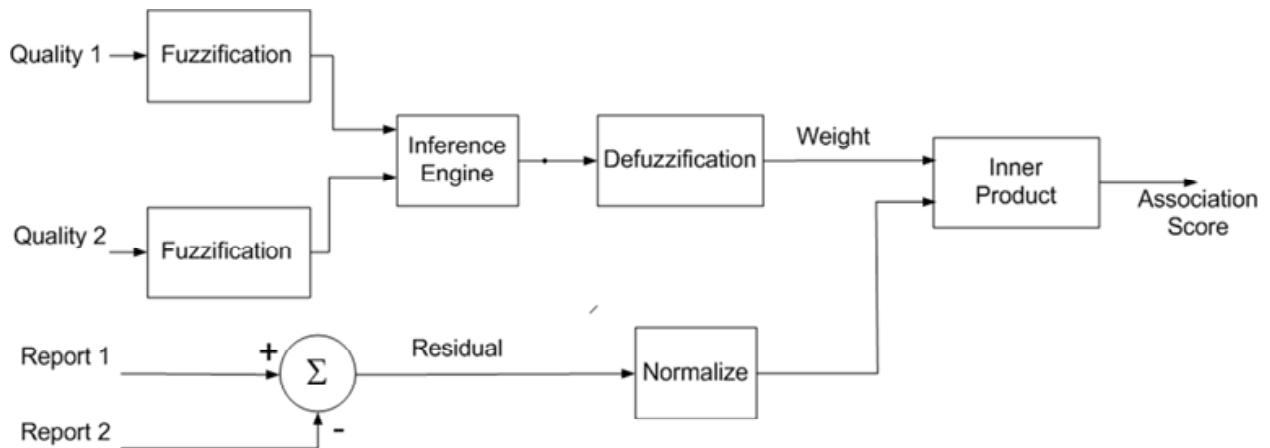 Quality 1
Fuzzification
Inference
Engine
Defuzzification
Weight
Inner
Product
Association
Score
Quality 2
Fuzzification
Report 1
+
Σ
Residual
Normalize
Report 2
-